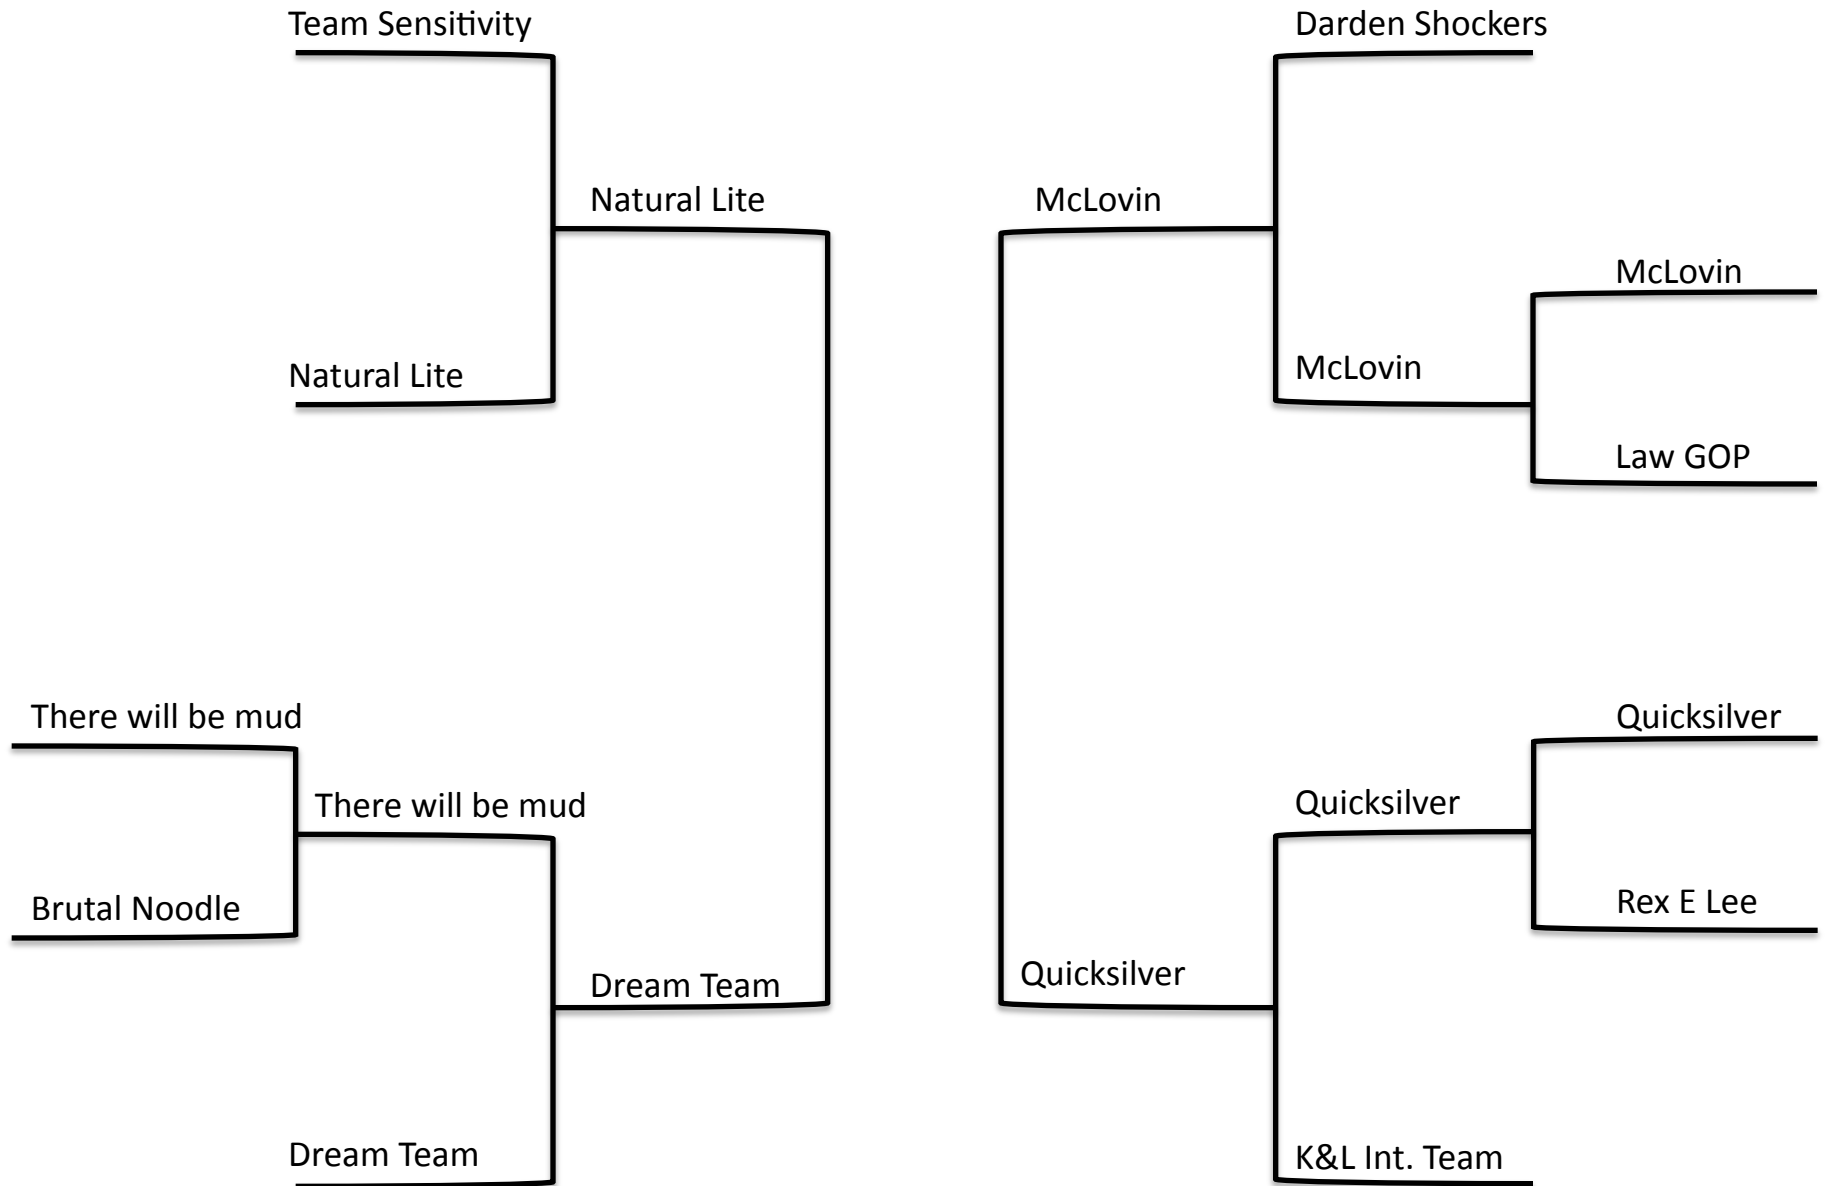 Team Sensitivity
Darden Shockers
Natural Lite
McLovin
McLovin
Natural Lite
McLovin
Law GOP
There will be mud
Quicksilver
There will be mud
Quicksilver
Brutal Noodle
Rex E Lee
Dream Team
Quicksilver
Dream Team
K&L Int. Team